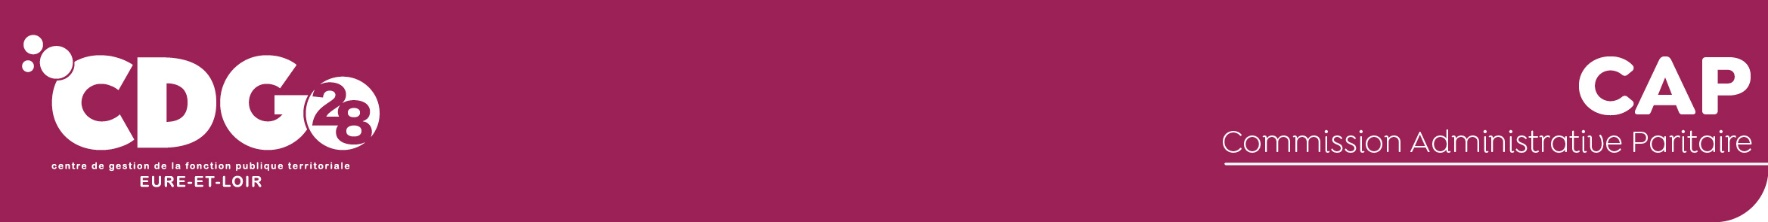 CDG28
centre de gestion de la fonction publique territoriale
EURE-ET-LOIR
CAP
Commission Administrative Paritaire